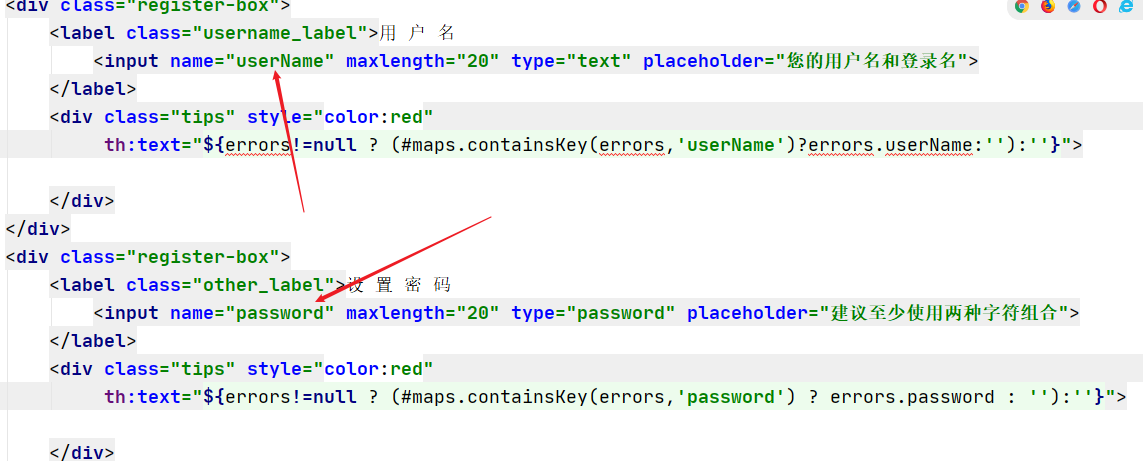 <div class="register-box">
<label class="username_label">用 户 名
<input name="userName" maxlength="20" type="text" placeholder="您的用户名和登录名">
</label>
<div class="tips" style="color:red"
th:text="${errors!=null ? (#maps.containsKey(errors,'userName')?errors.userName:''):''}">
</div>
</div>
<div class="register-box">
<label class="other_label">设 置 密 码
<input name="password" maxlength="20" type="password" placeholder="建议至少使用两种字符组合">
</label>
<div class="tips" style="color:red"
th:text="${errors!=null ? (#maps.containsKey(errors,'password') ? errors.password : ''):''}">
</div>